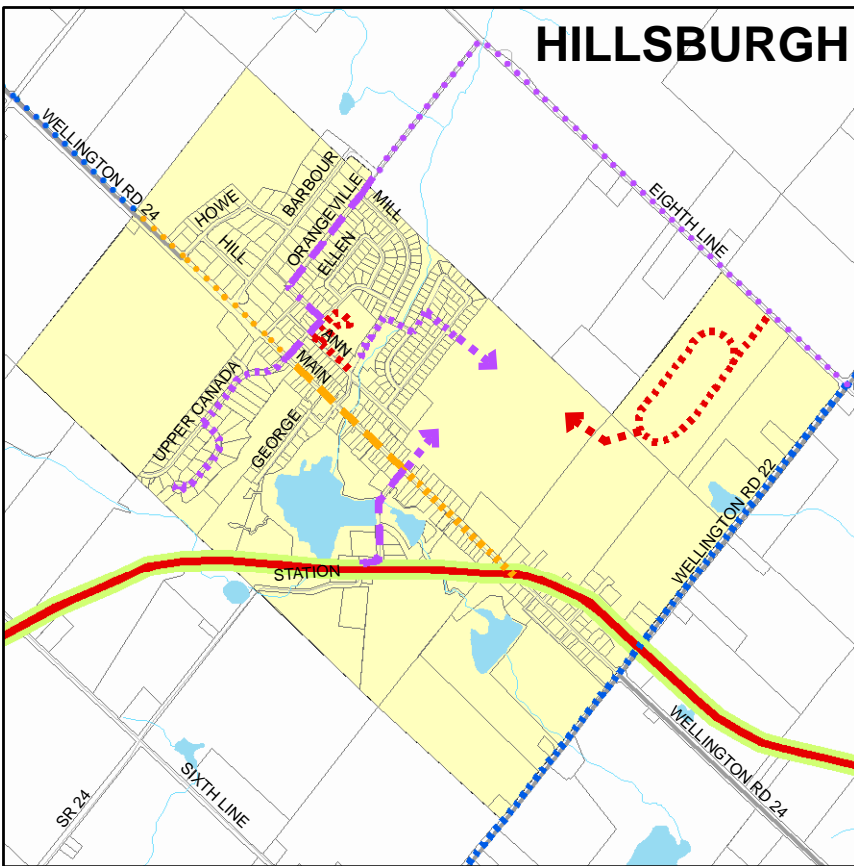 HILLSBURGH
WELLINGTON RD 24
BARBOUR
HOWE
ORANGEVILLE
MILL
EIGHTH LINE
HILL
ELLEN
ANN
MAIN
UPPER CANADA
GEORGE
WELLINGTON RD 22
STATION
WELLINGTON RD 24
SIXTH LINE
SR 24